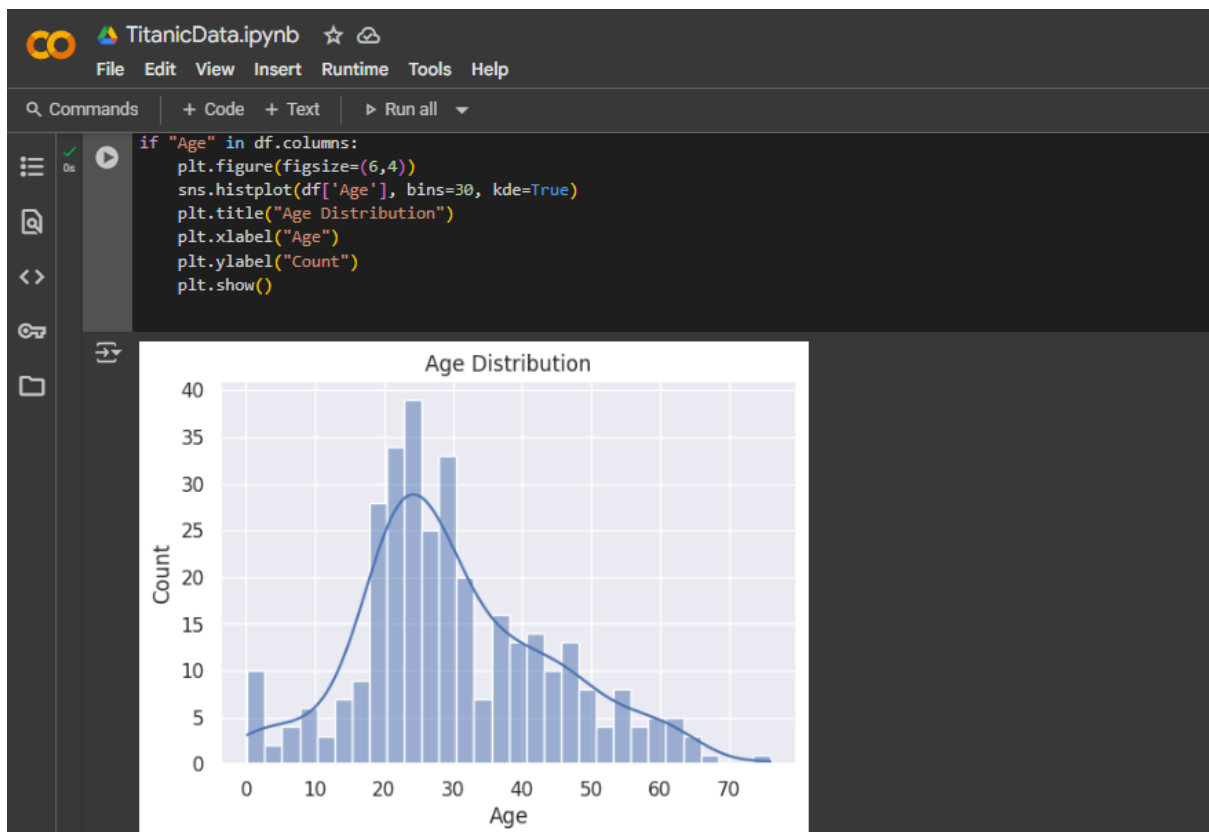 TitanicData.ipynb
File Edit View Insert Runtime Tools Help
Commands + Code + Text Run all
0s
if "Age" in df.columns:
    plt.figure(figsize=(6,4))
    sns.histplot(df['Age'], bins=30, kde=True)
    plt.title("Age Distribution")
    plt.xlabel("Age")
    plt.ylabel("Count")
    plt.show()
Age Distribution
40
35
30
25
20
15
10
5
0
Count
0 10 20 30 40 50 60 70
Age